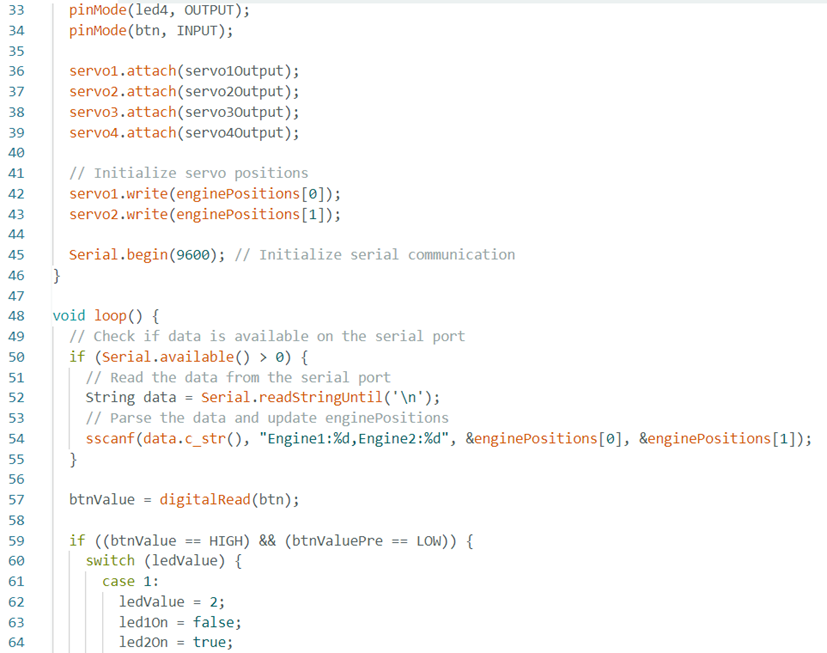 33 pinMode(led4, OUTPUT);
34 pinMode(btn, INPUT);
35
36 servo1.attach(servo1Output);
37 servo2.attach(servo2Output);
38 servo3.attach(servo3Output);
39 servo4.attach(servo4Output);
40
41 // Initialize servo positions
42 servo1.write(enginePositions[0]);
43 servo2.write(enginePositions[1]);
44
45 Serial.begin(9600); // Initialize serial communication
46 }
47
48 void loop() {
49 // Check if data is available on the serial port
50 if (Serial.available() > 0) {
51 // Read the data from the serial port
52 String data = Serial.readStringUntil('\n');
53 // Parse the data and update enginePositions
54 sscanf(data.c_str(), "Engine1:%d,Engine2:%d", &enginePositions[0], &enginePositions[1]);
55 }
56
57 btnValue = digitalRead(btn);
58
59 if ((btnValue == HIGH) && (btnValuePre == LOW)) {
60 switch (ledValue) {
61 case 1:
62 ledValue = 2;
63 led1On = false;
64 led2On = true;